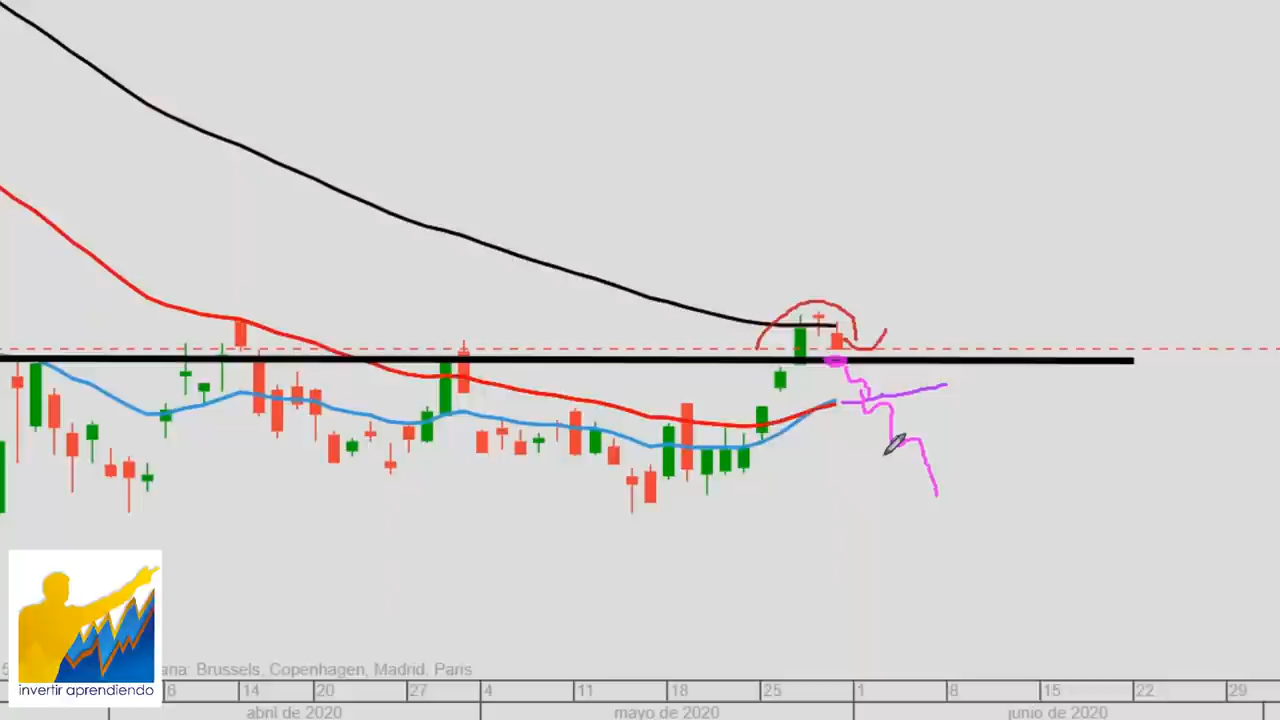 ana: Brussels, Copenhagen, Madrid, Paris
invertir aprendiendo
6 14 20 27 4 11 18 25 1 8 15 22 29
abril de 2020 mayo de 2020 junio de 2020